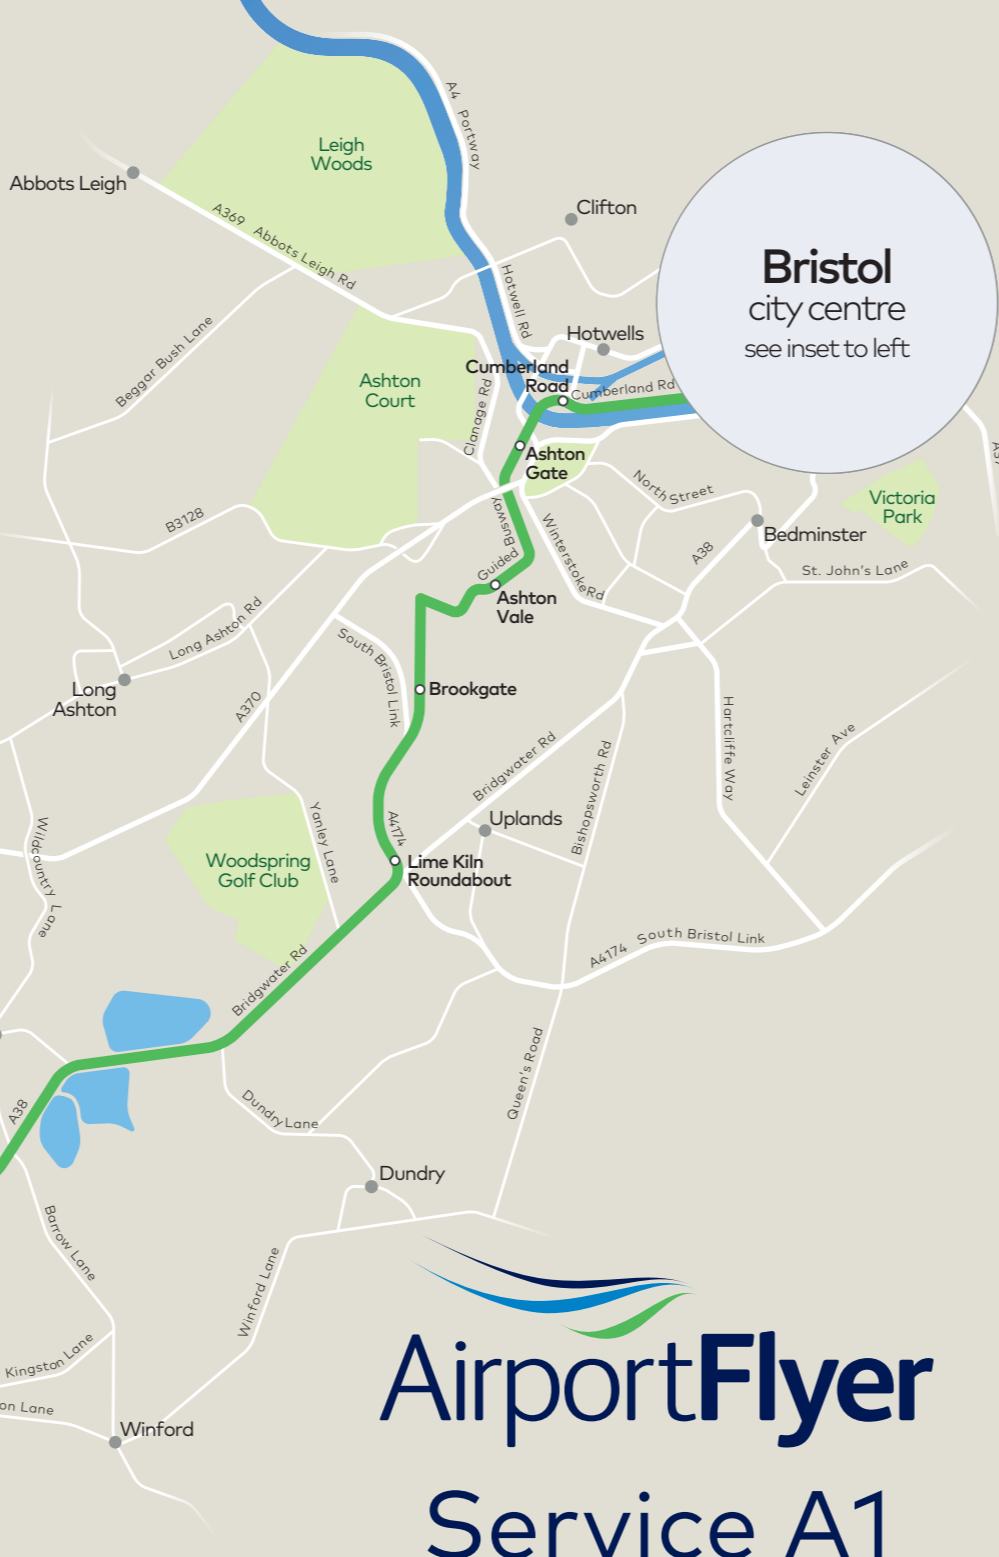 A4 Portway
Leigh
Woods
Abbots Leigh
A369 Abbots Leigh Rd
Clifton
Bristol
city centre
see inset to left
Hotwell Rd
Hotwells
Beggar Bush Lane
Ashton
Court
Cumberland
Road
Cumberland Rd
Clanage Rd
Ashton
Gate
North Street
Victoria
Park
B3128
Guided Busway
Winterstoke Rd
Bedminster
A38
St. John's Lane
Ashton
Vale
Long Ashton Rd
South Bristol Link
Long
Ashton
A370
Brookgate
Hartcliffe Way
Bridgwater Rd
Bishopsworth Rd
Leinster Ave
A4174
Uplands
Wildcountry Lane
Yanley Lane
Woodspring
Golf Club
Lime Kiln
Roundabout
A4174 South Bristol Link
Bridgwater Rd
Queen's Road
A38
Dundry Lane
Dundry
Barrow Lane
Winford Lane
Kingston Lane
on Lane
Winford
AirportFlyer
Service A1